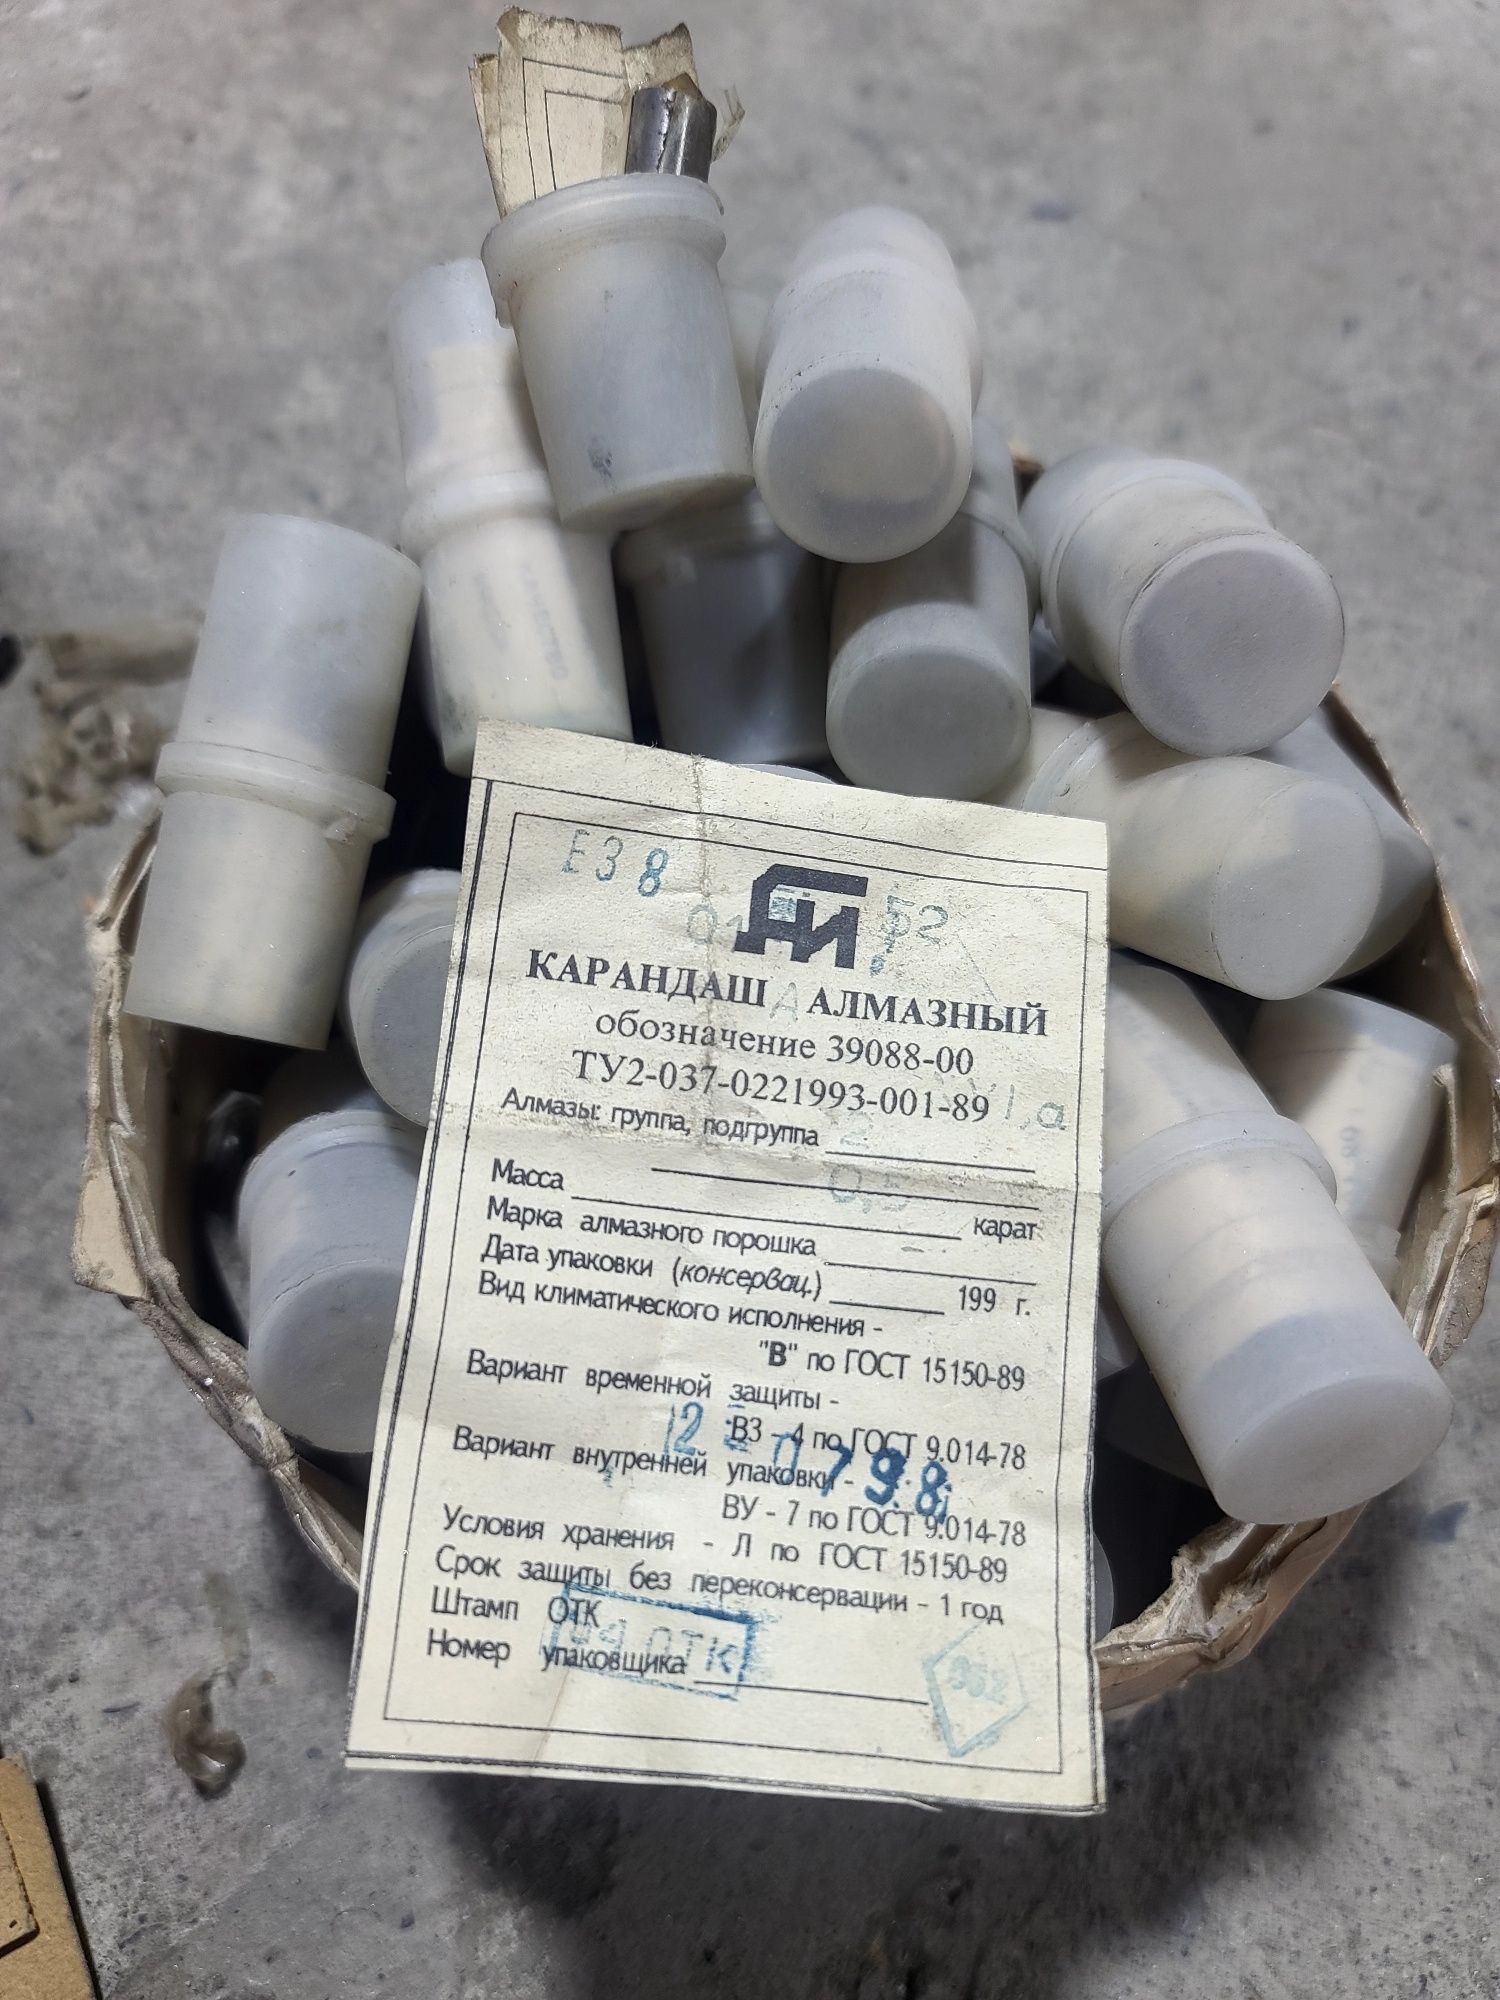 Е38
АИ
52
КАРАНДАШ АЛМАЗНЫЙ
обозначение 39088-00
ТУ2-037-0221993-001-89
Алмазы: группа, подгруппа
Масса карат
Марка алмазного порошка
Дата упаковки (консервац.) 199 г.
Вид климатического исполнения -
"В" по ГОСТ 15150-89
Вариант временной защиты -
ВЗ - 4 по ГОСТ 9.014-78
Вариант внутренней упаковки -
ВУ - 7 по ГОСТ 9.014-78
Условия хранения - Л по ГОСТ 15150-89
Срок защиты без переконсервации - 1 год
Штамп ОТК
Номер упаковщика
ОТК